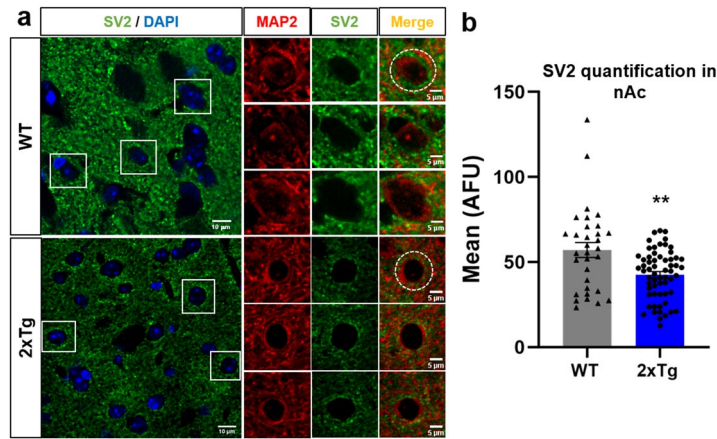 a
SV2 / DAPI
MAP2
SV2
Merge
WT
5 µm
5 µm
10 µm
5 µm
2xTg
5 µm
5 µm
10 µm
5 µm
b
SV2 quantification in
nAc
Mean (AFU)
150
100
50
0
**
WT
2xTg